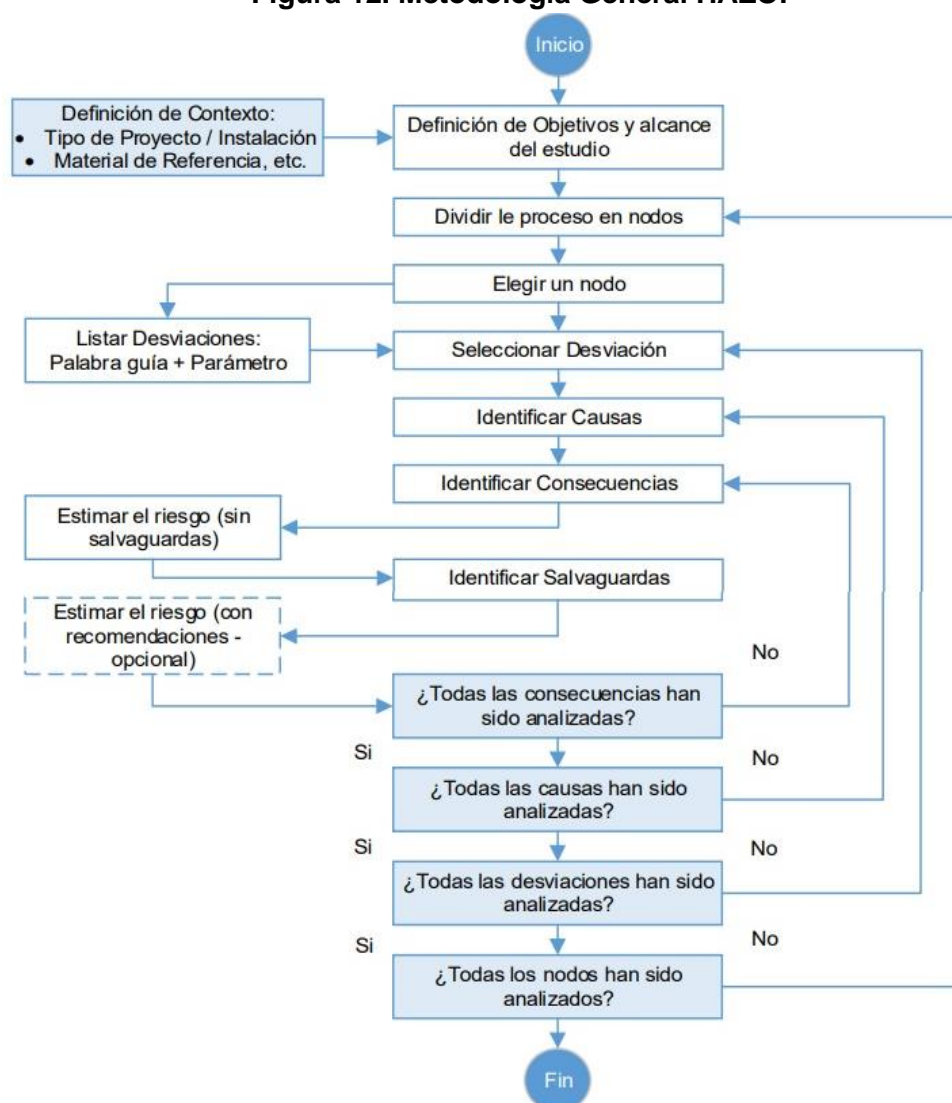 Figura 12. Metodología General HAZOP
Inicio
Definición de Contexto:
• Tipo de Proyecto / Instalación
• Material de Referencia, etc.
Definición de Objetivos y alcance
del estudio
Dividir le proceso en nodos
Elegir un nodo
Listar Desviaciones:
Palabra guía + Parámetro
Seleccionar Desviación
Identificar Causas
Identificar Consecuencias
Estimar el riesgo (sin
salvaguardas)
Identificar Salvaguardas
Estimar el riesgo (con
recomendaciones -
opcional)
No
¿Todas las consecuencias han
sido analizadas?
Si
No
¿Todas las causas han sido
analizadas?
Si
No
¿Todas las desviaciones han sido
analizadas?
Si
No
¿Todas los nodos han sido
analizados?
Fin